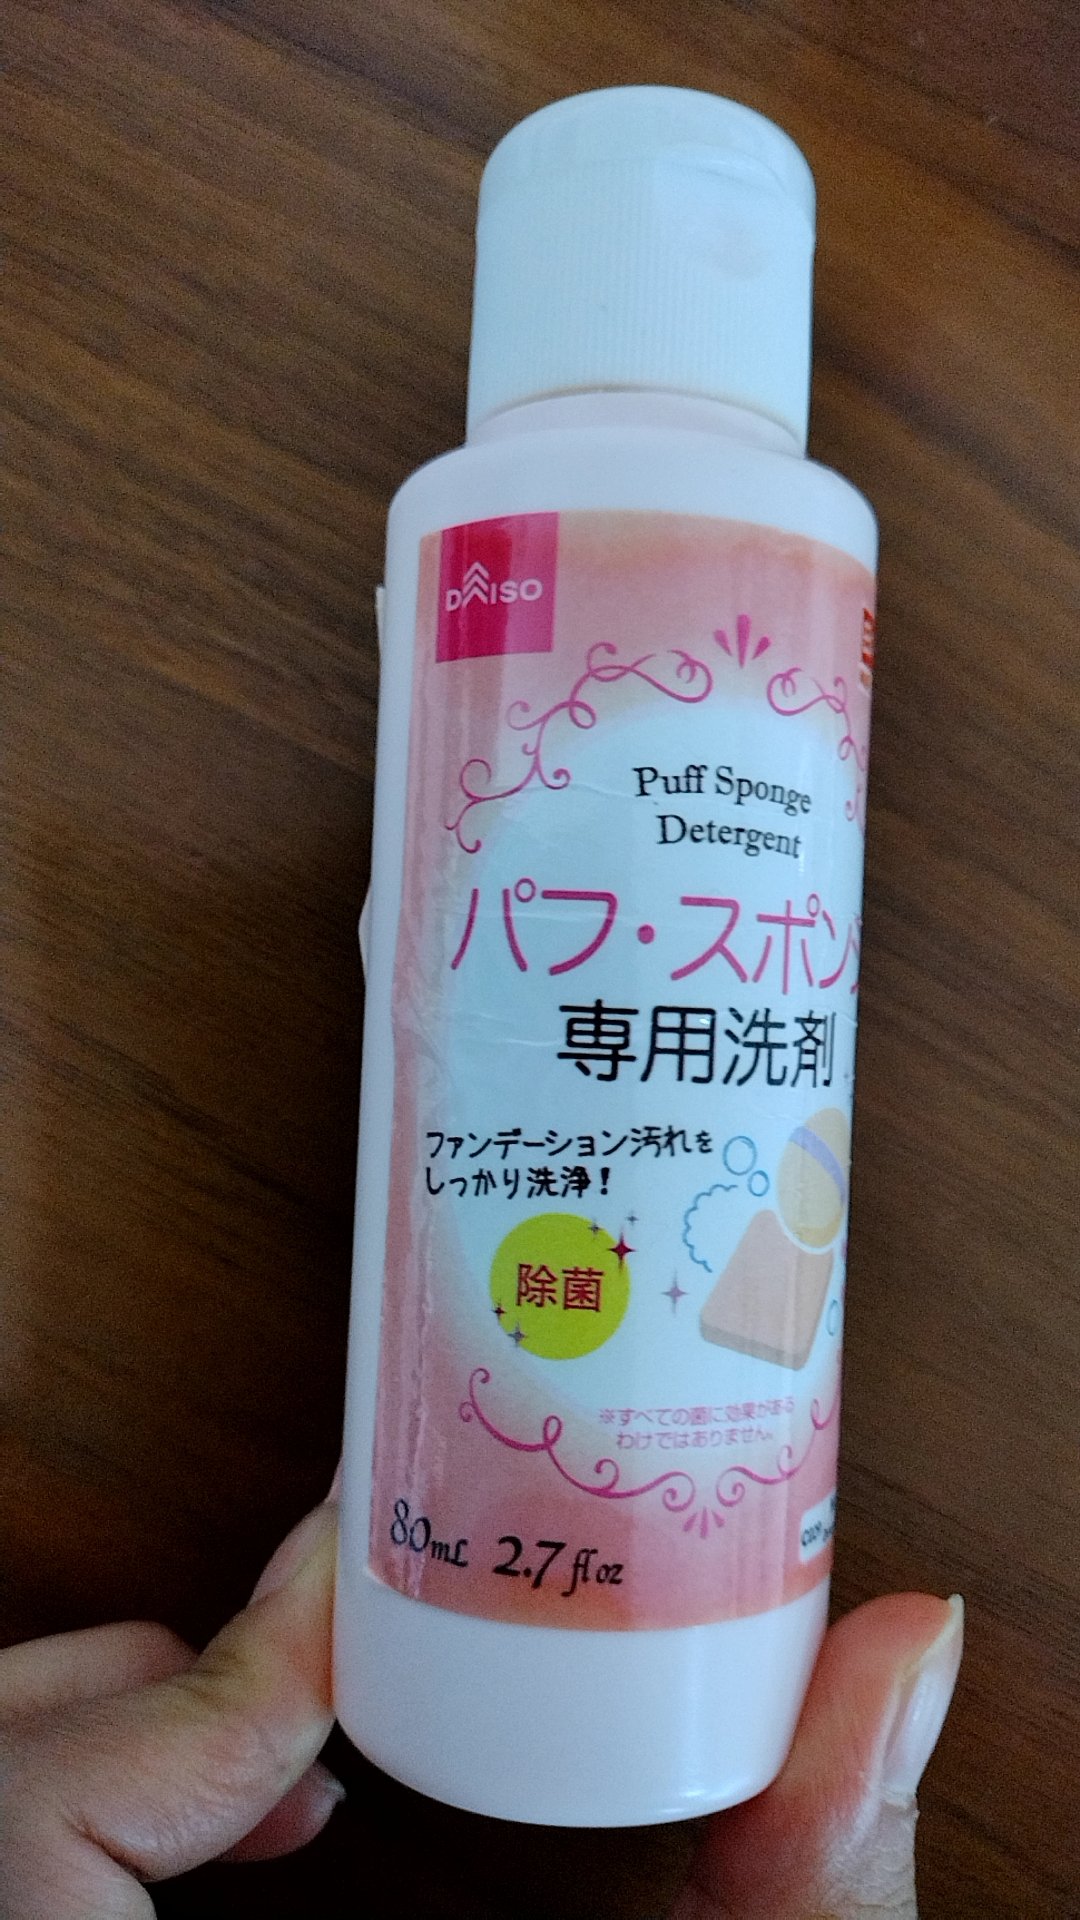 DAISO
Puff Sponge
Detergent
パフ・スポンジ
専用洗剤
ファンデーション汚れを
しっかり洗浄！
除菌
※すべての菌に効果がある
わけではありません。
80mL 2.7 fl oz